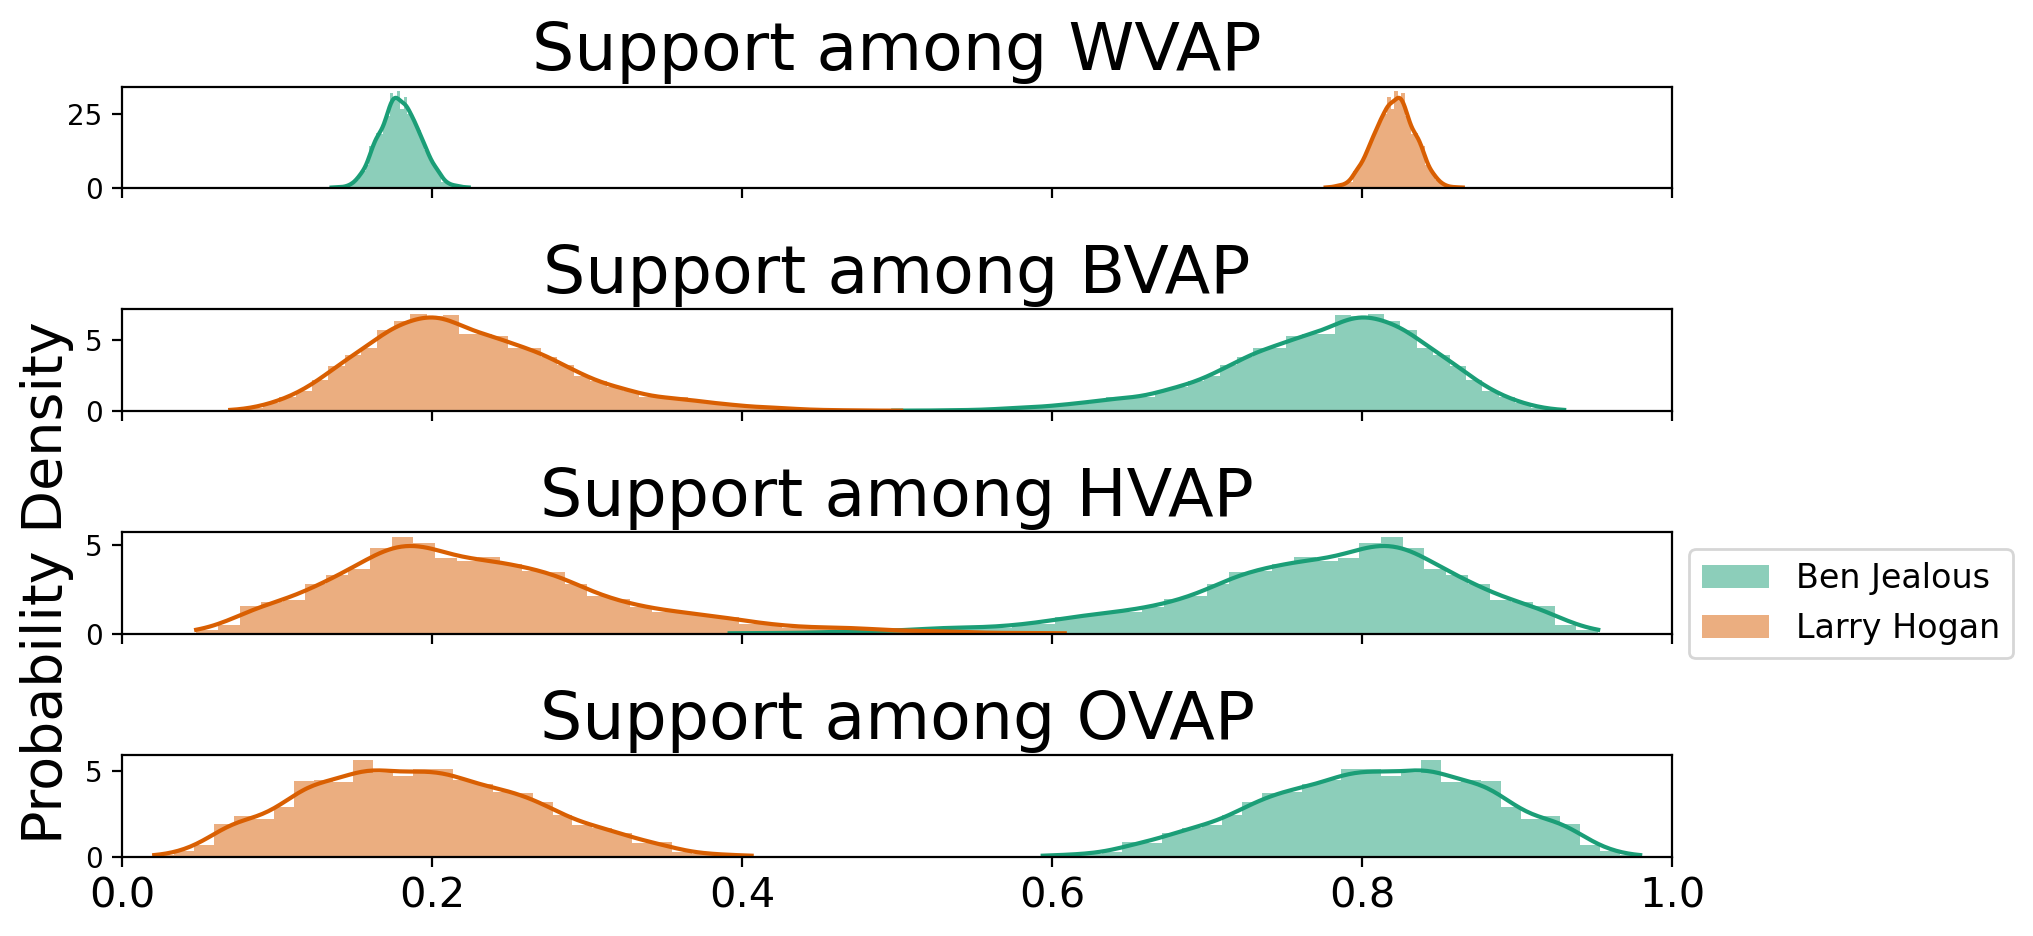 Support among WVAP
25
0
Support among BVAP
5
0
Support among HVAP
5
0
Support among OVAP
5
0
0.0 0.2 0.4 0.6 0.8 1.0
Probability Density
Ben Jealous
Larry Hogan